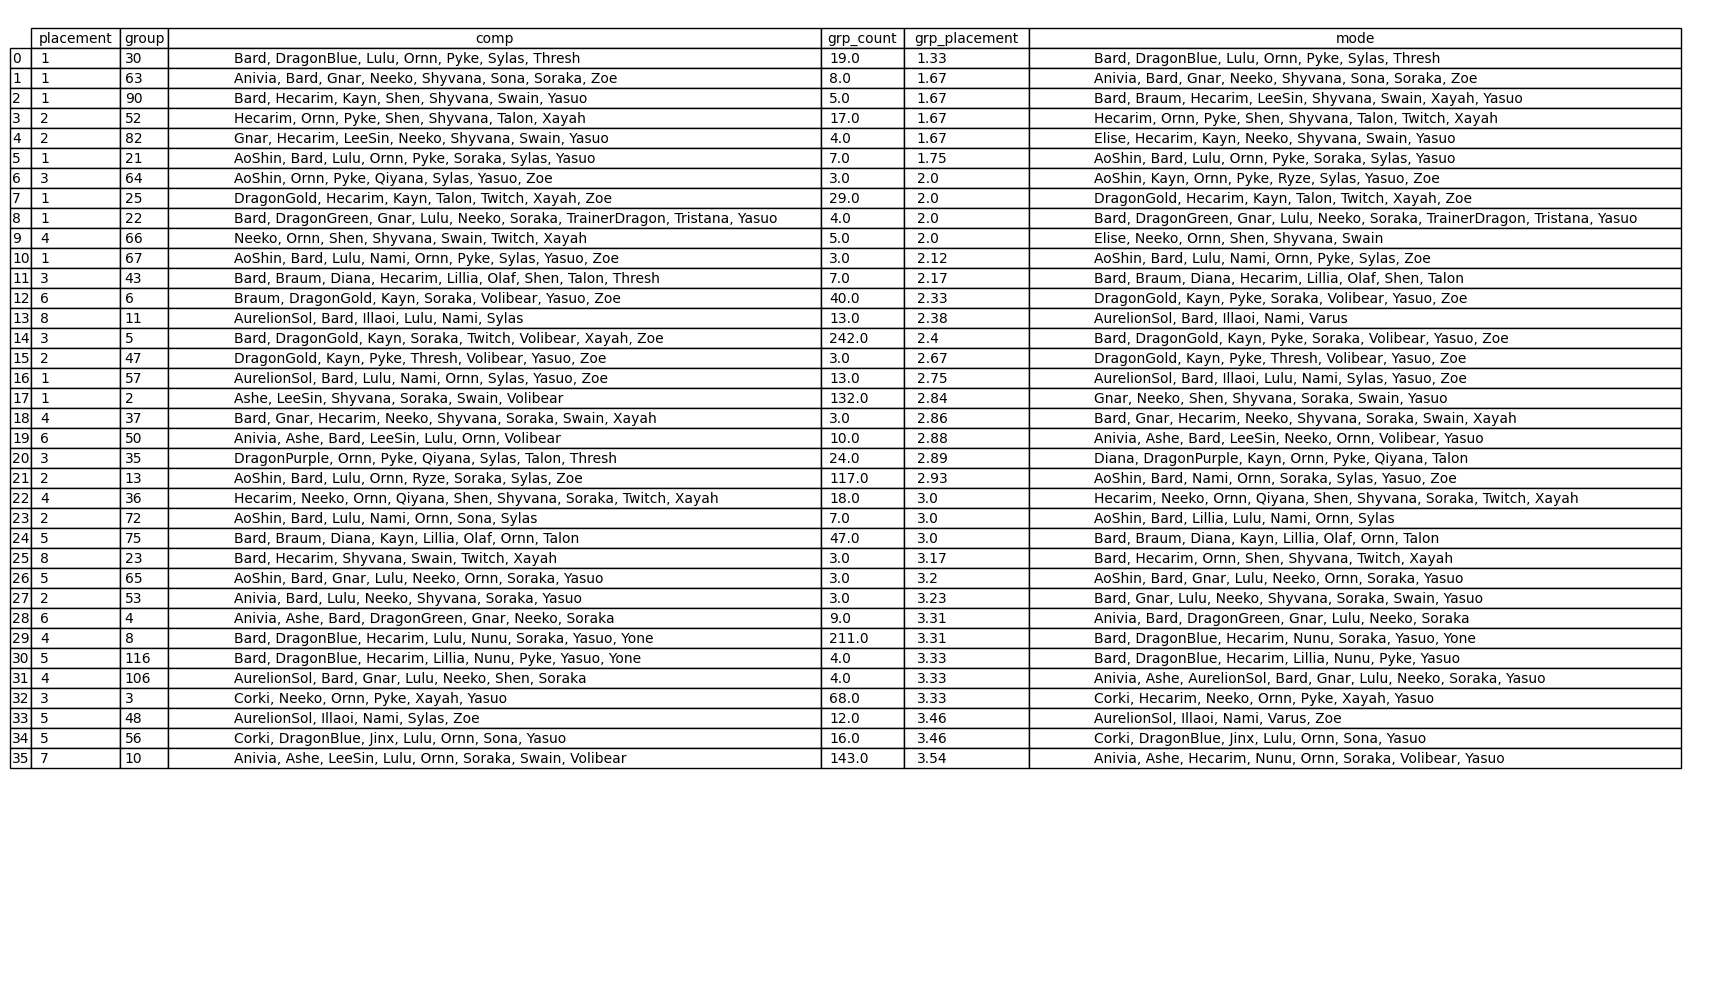 placement group comp grp_count grp_placement mode
0 1 30 Bard, DragonBlue, Lulu, Ornn, Pyke, Sylas, Thresh 19.0 1.33 Bard, DragonBlue, Lulu, Ornn, Pyke, Sylas, Thresh
1 1 63 Anivia, Bard, Gnar, Neeko, Shyvana, Sona, Soraka, Zoe 8.0 1.67 Anivia, Bard, Gnar, Neeko, Shyvana, Sona, Soraka, Zoe
2 1 90 Bard, Hecarim, Kayn, Shen, Shyvana, Swain, Yasuo 5.0 1.67 Bard, Braum, Hecarim, LeeSin, Shyvana, Swain, Xayah, Yasuo
3 2 52 Hecarim, Ornn, Pyke, Shen, Shyvana, Talon, Xayah 17.0 1.67 Hecarim, Ornn, Pyke, Shen, Shyvana, Talon, Twitch, Xayah
4 2 82 Gnar, Hecarim, LeeSin, Neeko, Shyvana, Swain, Yasuo 4.0 1.67 Elise, Hecarim, Kayn, Neeko, Shyvana, Swain, Yasuo
5 1 21 AoShin, Bard, Lulu, Ornn, Pyke, Soraka, Sylas, Yasuo 7.0 1.75 AoShin, Bard, Lulu, Ornn, Pyke, Soraka, Sylas, Yasuo
6 3 64 AoShin, Ornn, Pyke, Qiyana, Sylas, Yasuo, Zoe 3.0 2.0 AoShin, Kayn, Ornn, Pyke, Ryze, Sylas, Yasuo, Zoe
7 1 25 DragonGold, Hecarim, Kayn, Talon, Twitch, Xayah, Zoe 29.0 2.0 DragonGold, Hecarim, Kayn, Talon, Twitch, Xayah, Zoe
8 1 22 Bard, DragonGreen, Gnar, Lulu, Neeko, Soraka, TrainerDragon, Tristana, Yasuo 4.0 2.0 Bard, DragonGreen, Gnar, Lulu, Neeko, Soraka, TrainerDragon, Tristana, Yasuo
9 4 66 Neeko, Ornn, Shen, Shyvana, Swain, Twitch, Xayah 5.0 2.0 Elise, Neeko, Ornn, Shen, Shyvana, Swain
10 1 67 AoShin, Bard, Lulu, Nami, Ornn, Pyke, Sylas, Yasuo, Zoe 3.0 2.12 AoShin, Bard, Lulu, Nami, Ornn, Pyke, Sylas, Zoe
11 3 43 Bard, Braum, Diana, Hecarim, Lillia, Olaf, Shen, Talon, Thresh 7.0 2.17 Bard, Braum, Diana, Hecarim, Lillia, Olaf, Shen, Talon
12 6 6 Braum, DragonGold, Kayn, Soraka, Volibear, Yasuo, Zoe 40.0 2.33 DragonGold, Kayn, Pyke, Soraka, Volibear, Yasuo, Zoe
13 8 11 AurelionSol, Bard, Illaoi, Lulu, Nami, Sylas 13.0 2.38 AurelionSol, Bard, Illaoi, Nami, Varus
14 3 5 Bard, DragonGold, Kayn, Soraka, Twitch, Volibear, Xayah, Zoe 242.0 2.4 Bard, DragonGold, Kayn, Pyke, Soraka, Volibear, Yasuo, Zoe
15 2 47 DragonGold, Kayn, Pyke, Thresh, Volibear, Yasuo, Zoe 3.0 2.67 DragonGold, Kayn, Pyke, Thresh, Volibear, Yasuo, Zoe
16 1 57 AurelionSol, Bard, Lulu, Nami, Ornn, Sylas, Yasuo, Zoe 13.0 2.75 AurelionSol, Bard, Illaoi, Lulu, Nami, Sylas, Yasuo, Zoe
17 1 2 Ashe, LeeSin, Shyvana, Soraka, Swain, Volibear 132.0 2.84 Gnar, Neeko, Shen, Shyvana, Soraka, Swain, Yasuo
18 4 37 Bard, Gnar, Hecarim, Neeko, Shyvana, Soraka, Swain, Xayah 3.0 2.86 Bard, Gnar, Hecarim, Neeko, Shyvana, Soraka, Swain, Xayah
19 6 50 Anivia, Ashe, Bard, LeeSin, Lulu, Ornn, Volibear 10.0 2.88 Anivia, Ashe, Bard, LeeSin, Neeko, Ornn, Volibear, Yasuo
20 3 35 DragonPurple, Ornn, Pyke, Qiyana, Sylas, Talon, Thresh 24.0 2.89 Diana, DragonPurple, Kayn, Ornn, Pyke, Qiyana, Talon
21 2 13 AoShin, Bard, Lulu, Ornn, Ryze, Soraka, Sylas, Zoe 117.0 2.93 AoShin, Bard, Nami, Ornn, Soraka, Sylas, Yasuo, Zoe
22 4 36 Hecarim, Neeko, Ornn, Qiyana, Shen, Shyvana, Soraka, Twitch, Xayah 18.0 3.0 Hecarim, Neeko, Ornn, Qiyana, Shen, Shyvana, Soraka, Twitch, Xayah
23 2 72 AoShin, Bard, Lulu, Nami, Ornn, Sona, Sylas 7.0 3.0 AoShin, Bard, Lillia, Lulu, Nami, Ornn, Sylas
24 5 75 Bard, Braum, Diana, Kayn, Lillia, Olaf, Ornn, Talon 47.0 3.0 Bard, Braum, Diana, Kayn, Lillia, Olaf, Ornn, Talon
25 8 23 Bard, Hecarim, Shyvana, Swain, Twitch, Xayah 3.0 3.17 Bard, Hecarim, Ornn, Shen, Shyvana, Twitch, Xayah
26 5 65 AoShin, Bard, Gnar, Lulu, Neeko, Ornn, Soraka, Yasuo 3.0 3.2 AoShin, Bard, Gnar, Lulu, Neeko, Ornn, Soraka, Yasuo
27 2 53 Anivia, Bard, Lulu, Neeko, Shyvana, Soraka, Yasuo 3.0 3.23 Bard, Gnar, Lulu, Neeko, Shyvana, Soraka, Swain, Yasuo
28 6 4 Anivia, Ashe, Bard, DragonGreen, Gnar, Neeko, Soraka 9.0 3.31 Anivia, Bard, DragonGreen, Gnar, Lulu, Neeko, Soraka
29 4 8 Bard, DragonBlue, Hecarim, Lulu, Nunu, Soraka, Yasuo, Yone 211.0 3.31 Bard, DragonBlue, Hecarim, Nunu, Soraka, Yasuo, Yone
30 5 116 Bard, DragonBlue, Hecarim, Lillia, Nunu, Pyke, Yasuo, Yone 4.0 3.33 Bard, DragonBlue, Hecarim, Lillia, Nunu, Pyke, Yasuo
31 4 106 AurelionSol, Bard, Gnar, Lulu, Neeko, Shen, Soraka 4.0 3.33 Anivia, Ashe, AurelionSol, Bard, Gnar, Lulu, Neeko, Soraka, Yasuo
32 3 3 Corki, Neeko, Ornn, Pyke, Xayah, Yasuo 68.0 3.33 Corki, Hecarim, Neeko, Ornn, Pyke, Xayah, Yasuo
33 5 48 AurelionSol, Illaoi, Nami, Sylas, Zoe 12.0 3.46 AurelionSol, Illaoi, Nami, Varus, Zoe
34 5 56 Corki, DragonBlue, Jinx, Lulu, Ornn, Sona, Yasuo 16.0 3.46 Corki, DragonBlue, Jinx, Lulu, Ornn, Sona, Yasuo
35 7 10 Anivia, Ashe, LeeSin, Lulu, Ornn, Soraka, Swain, Volibear 143.0 3.54 Anivia, Ashe, Hecarim, Nunu, Ornn, Soraka, Volibear, Yasuo